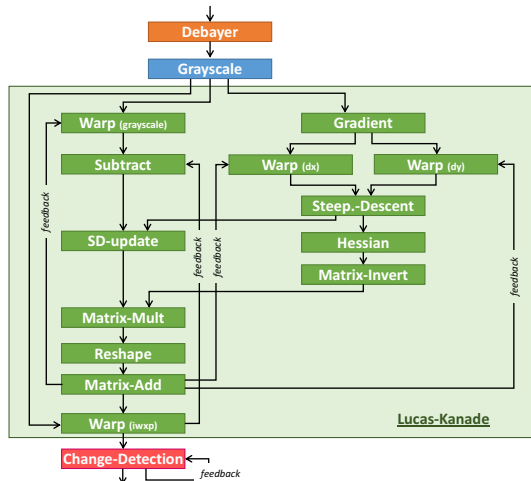 Debayer
Grayscale
Warp (grayscale)
Gradient
Subtract
Warp (dx)
Warp (dy)
feedback
feedback
feedback
feedback
Steep.-Descent
SD-update
Hessian
Matrix-Invert
Matrix-Mult
Reshape
Matrix-Add
Warp (iwxp)
Lucas-Kanade
Change-Detection
feedback